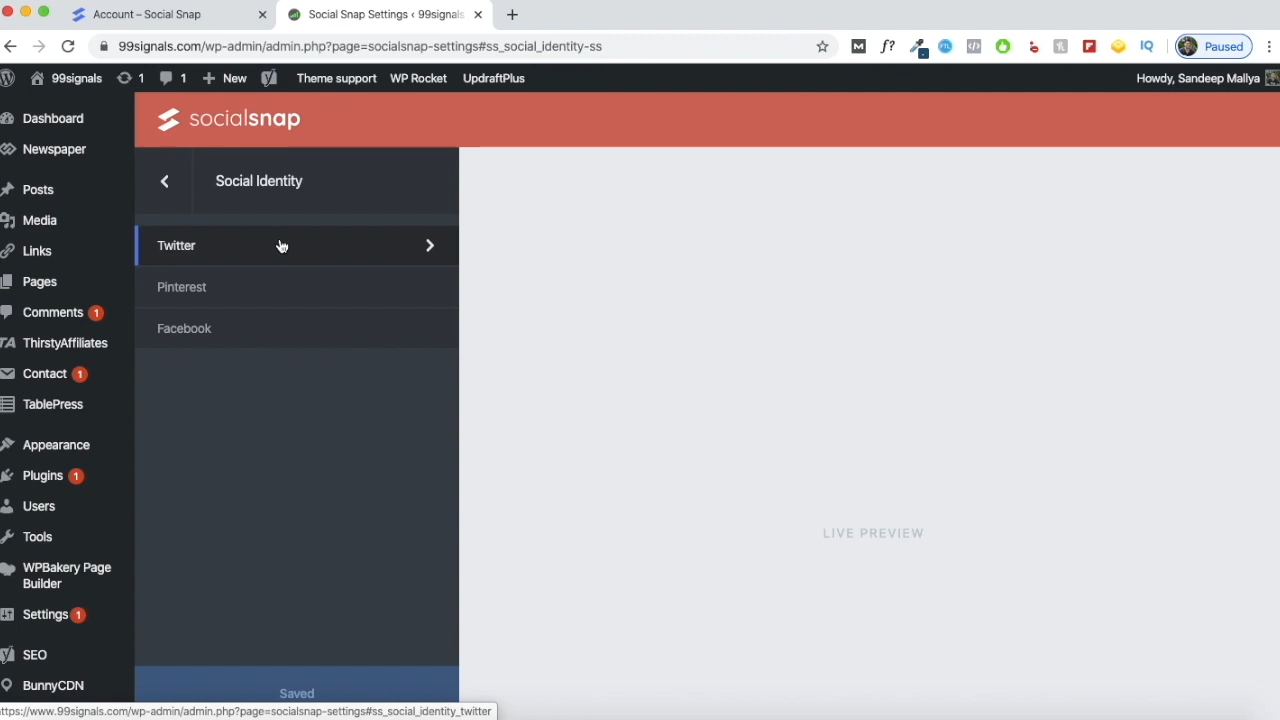 Account – Social Snap
Social Snap Settings ‹ 99signals
99signals.com/wp-admin/admin.php?page=socialsnap-settings#ss_social_identity-ss
M
f?
IQ
Paused
99signals
1
1
New
Theme support
WP Rocket
UpdraftPlus
Howdy, Sandeep Mallya
socialsnap
Dashboard
Newspaper
Posts
Media
Links
Pages
Comments 1
TA ThirstyAffiliates
Contact 1
TablePress
Appearance
Plugins 1
Users
Tools
WPBakery Page
Builder
Settings 1
SEO
BunnyCDN
Social Identity
Twitter
Pinterest
Facebook
LIVE PREVIEW
Saved
ttps://www.99signals.com/wp-admin/admin.php?page=socialsnap-settings#ss_social_identity_twitter